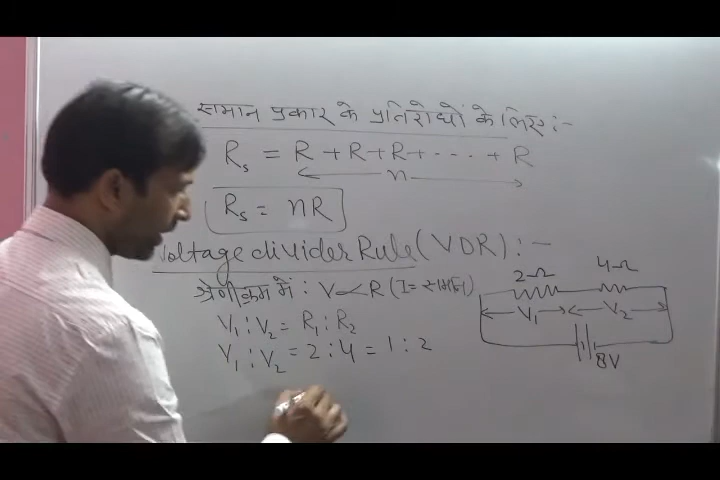 समान प्रकार के प्रतिरोधों के लिए:-
Rₛ = R + R + R + ---- + R
n
Rₛ = nR
Voltage divider Rule (VDR):-
श्रेणीक्रम में: V ∝ R (I = समान)
V₁ : V₂ = R₁ : R₂
V₁ : V₂ = 2 : 4 = 1 : 2
2Ω 4Ω
V₁ V₂
8V